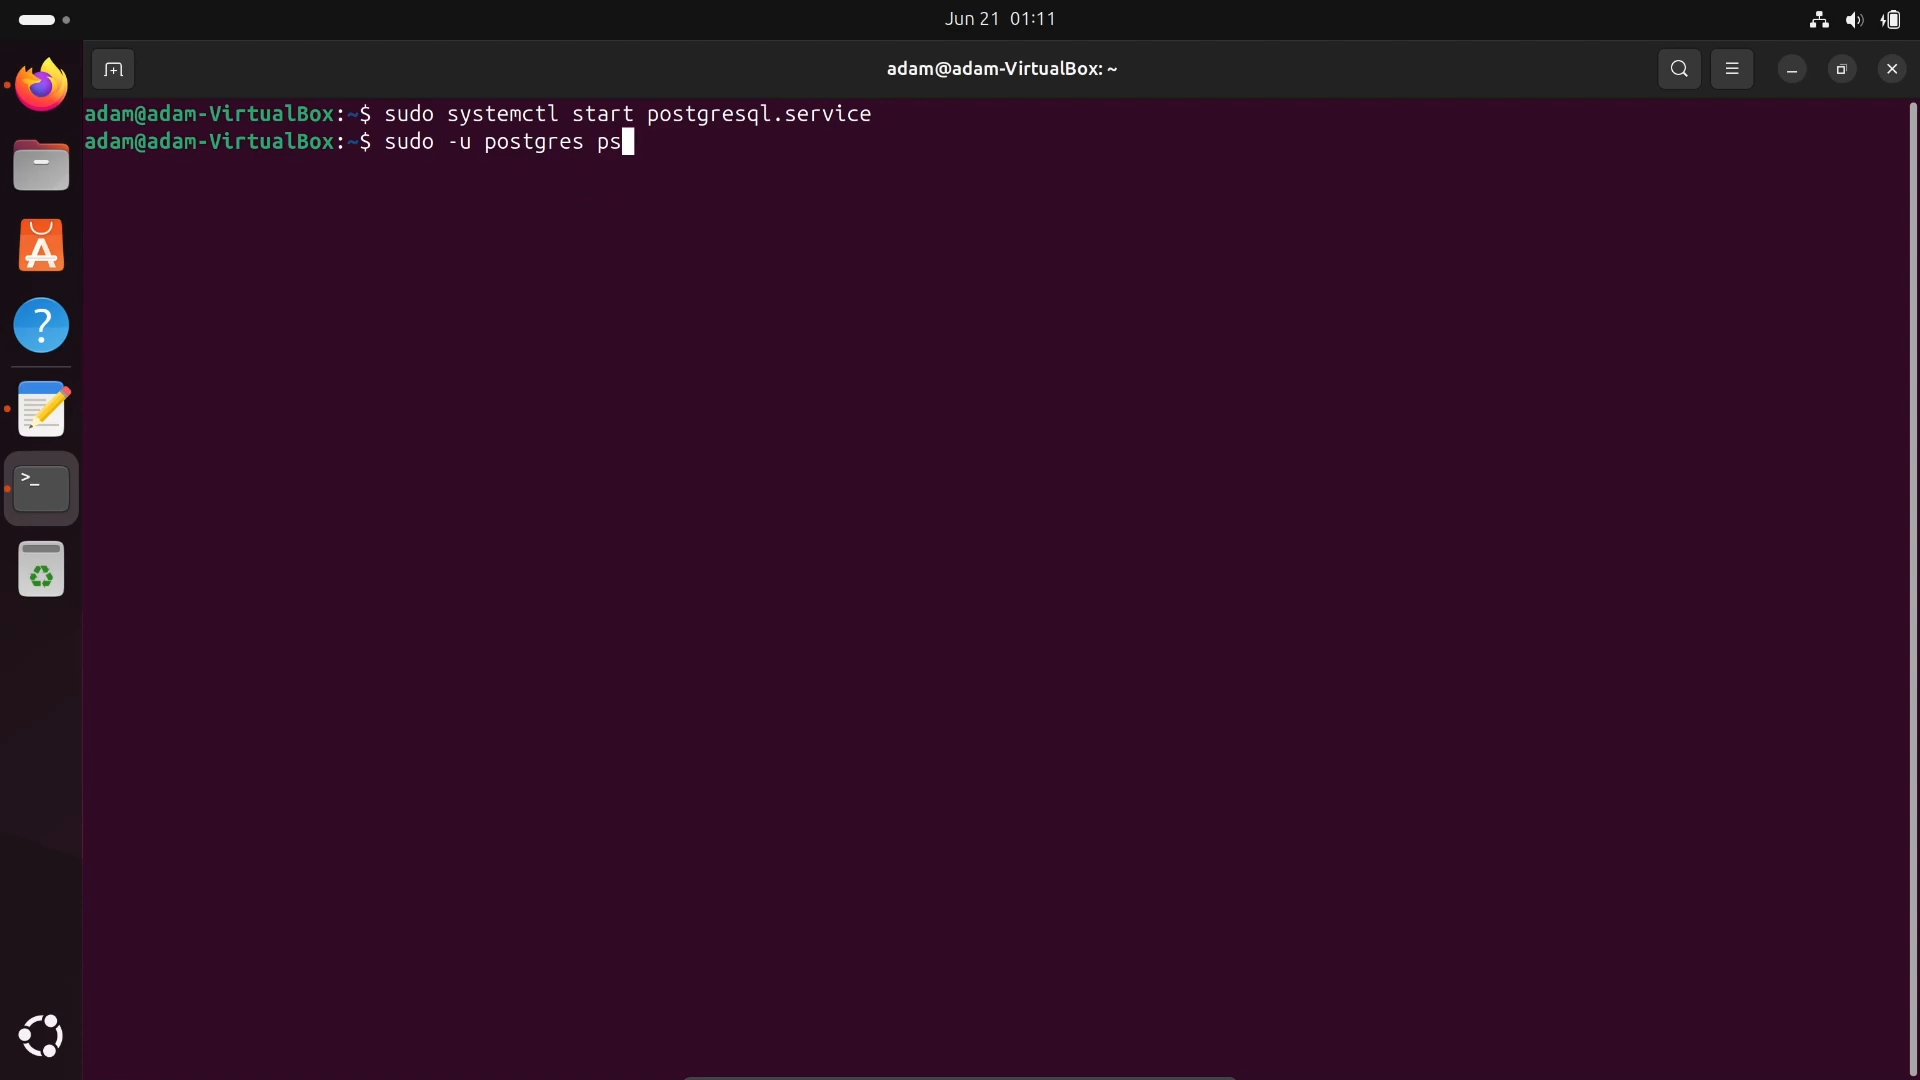 Jun 21 01:11
adam@adam-VirtualBox: ~
adam@adam-VirtualBox:~$ sudo systemctl start postgresql.service
adam@adam-VirtualBox:~$ sudo -u postgres ps